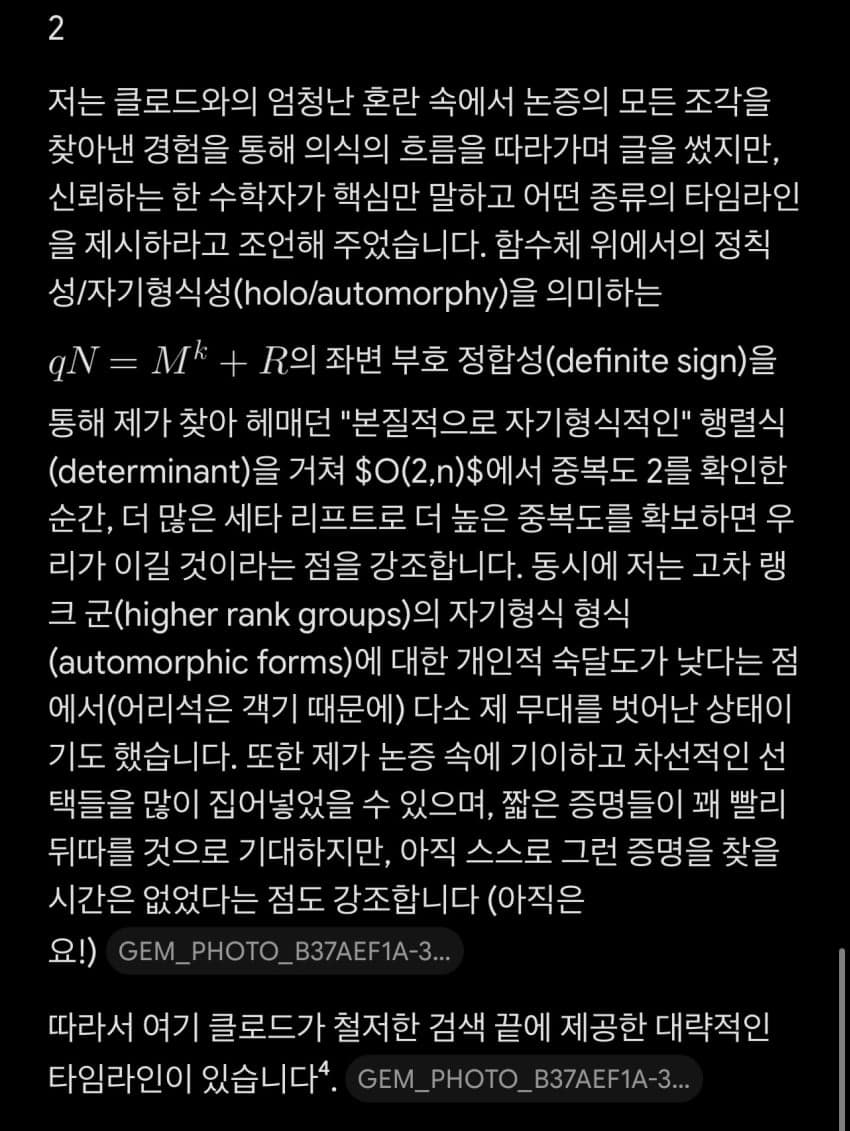 2
저는 클로드와의 엄청난 혼란 속에서 논증의 모든 조각을
찾아낸 경험을 통해 의식의 흐름을 따라가며 글을 썼지만,
신뢰하는 한 수학자가 핵심만 말하고 어떤 종류의 타임라인
을 제시하라고 조언해 주었습니다. 함수체 위에서의 정칙
성/자기형식성(holo/automorphy)을 의미하는
qN = M^k + R의 좌변 부호 정합성(definite sign)을
통해 제가 찾아 헤매던 "본질적으로 자기형식적인" 행렬식
(determinant)을 거쳐 $O(2,n)$에서 중복도 2를 확인한
순간, 더 많은 세타 리프트로 더 높은 중복도를 확보하면 우
리가 이길 것이라는 점을 강조합니다. 동시에 저는 고차 랭
크 군(higher rank groups)의 자기형식 형식
(automorphic forms)에 대한 개인적 숙달도가 낮다는 점
에서(어리석은 객기 때문에) 다소 제 무대를 벗어난 상태이
기도 했습니다. 또한 제가 논증 속에 기이하고 차선적인 선
택들을 많이 집어넣었을 수 있으며, 짧은 증명들이 꽤 빨리
뒤따를 것으로 기대하지만, 아직 스스로 그런 증명을 찾을
시간은 없었다는 점도 강조합니다 (아직은
요!) GEM_PHOTO_B37AEF1A-3...
따라서 여기 클로드가 철저한 검색 끝에 제공한 대략적인
타임라인이 있습니다⁴. GEM_PHOTO_B37AEF1A-3...